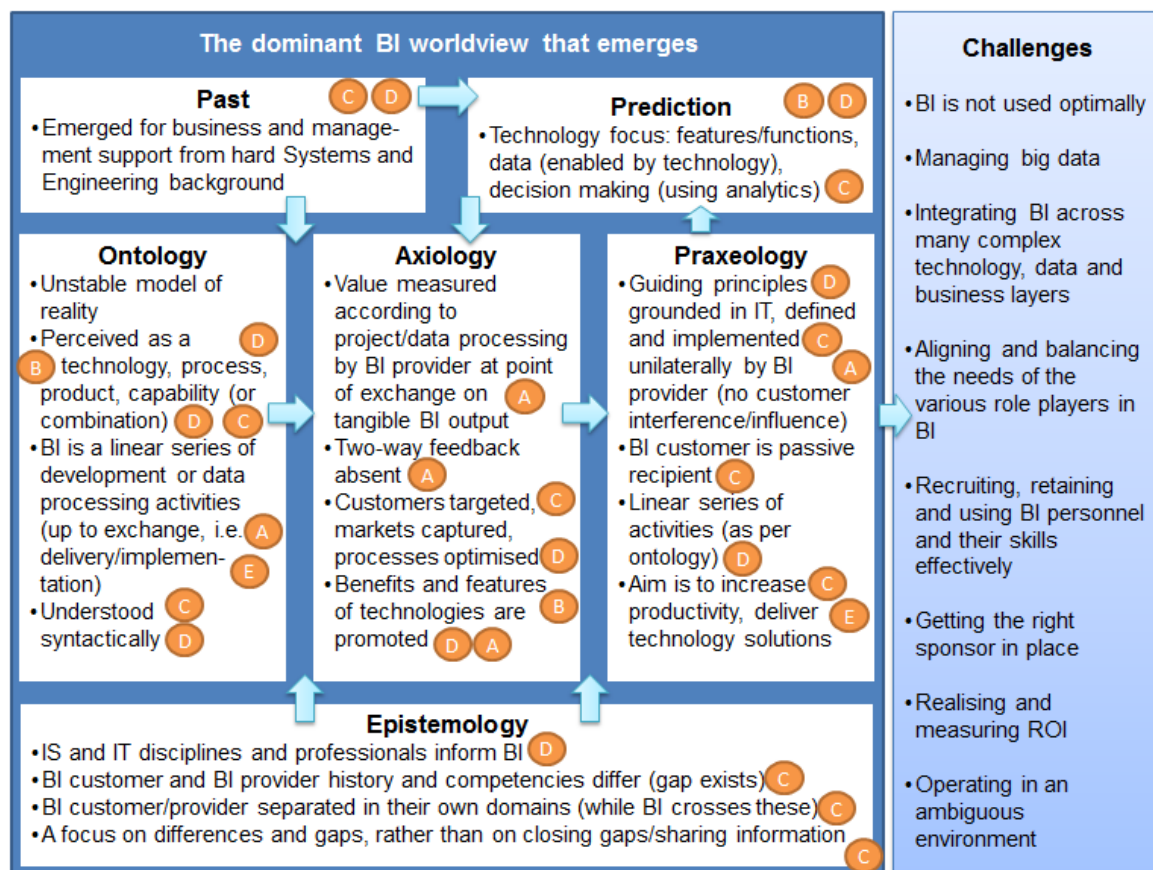 The dominant BI worldview that emerges
Past
C D
•Emerged for business and manage-
ment support from hard Systems and
Engineering background
Prediction
B D
•Technology focus: features/functions,
data (enabled by technology),
decision making (using analytics) C
Ontology
•Unstable model of
reality
•Perceived as a D
B technology, process,
product, capability (or
combination) D C
•BI is a linear series of
development or data
processing activities
(up to exchange, i.e. A
delivery/implemen- E
tation)
•Understood C
syntactically D
Axiology
•Value measured
according to
project/data processing
by BI provider at point
of exchange on A
tangible BI output
•Two-way feedback
absent A
•Customers targeted, C
markets captured,
processes optimised D
•Benefits and features
of technologies are B
promoted D A
Praxeology
•Guiding principles D
grounded in IT, defined
and implemented C
unilaterally by BI A
provider (no customer
interference/influence)
•BI customer is passive
recipient C
•Linear series of
activities (as per
ontology) D
•Aim is to increase C
productivity, deliver E
technology solutions
Epistemology
•IS and IT disciplines and professionals inform BI D
•BI customer and BI provider history and competencies differ (gap exists) C
•BI customer/provider separated in their own domains (while BI crosses these) C
•A focus on differences and gaps, rather than on closing gaps/sharing information
C
Challenges
•BI is not used optimally
•Managing big data
•Integrating BI across
many complex
technology, data and
business layers
•Aligning and balancing
the needs of the
various role players in
BI
•Recruiting, retaining
and using BI personnel
and their skills
effectively
•Getting the right
sponsor in place
•Realising and
measuring ROI
•Operating in an
ambiguous
environment